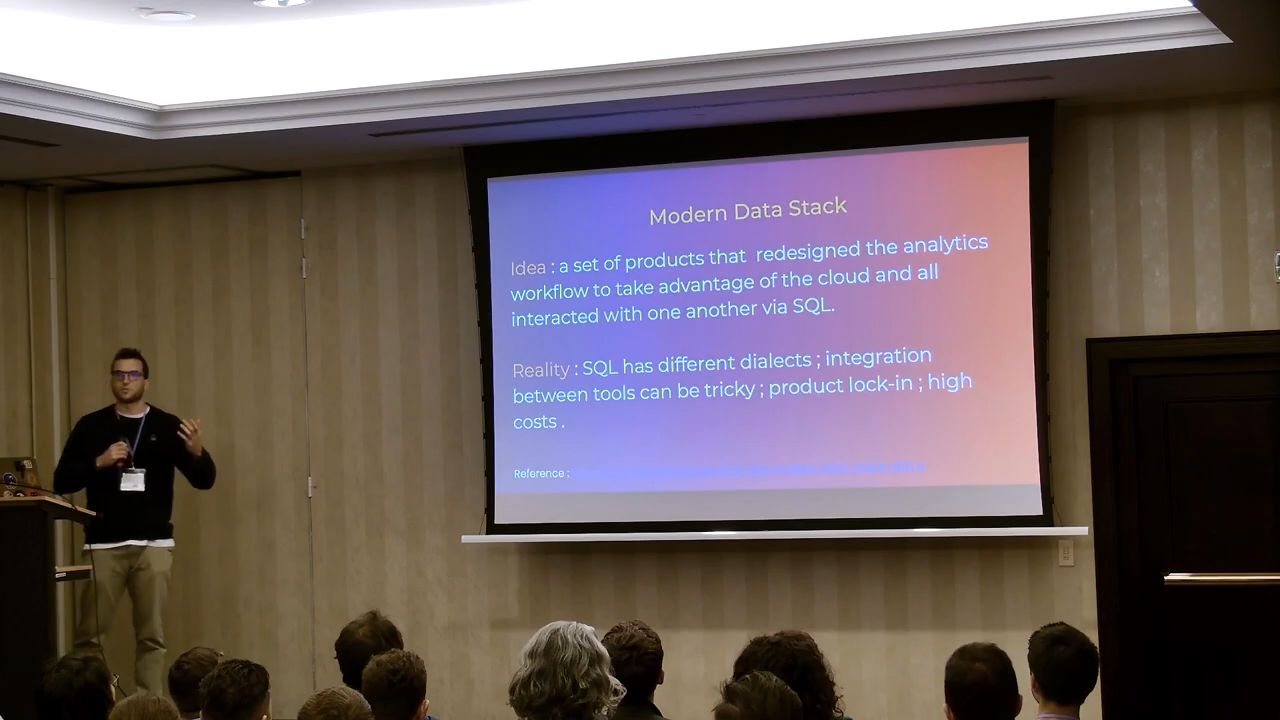 Modern Data Stack
Idea : a set of products that redesigned the analytics
workflow to take advantage of the cloud and all
interacted with one another via SQL.
Reality : SQL has different dialects ; integration
between tools can be tricky ; product lock-in ; high
costs .
Reference :